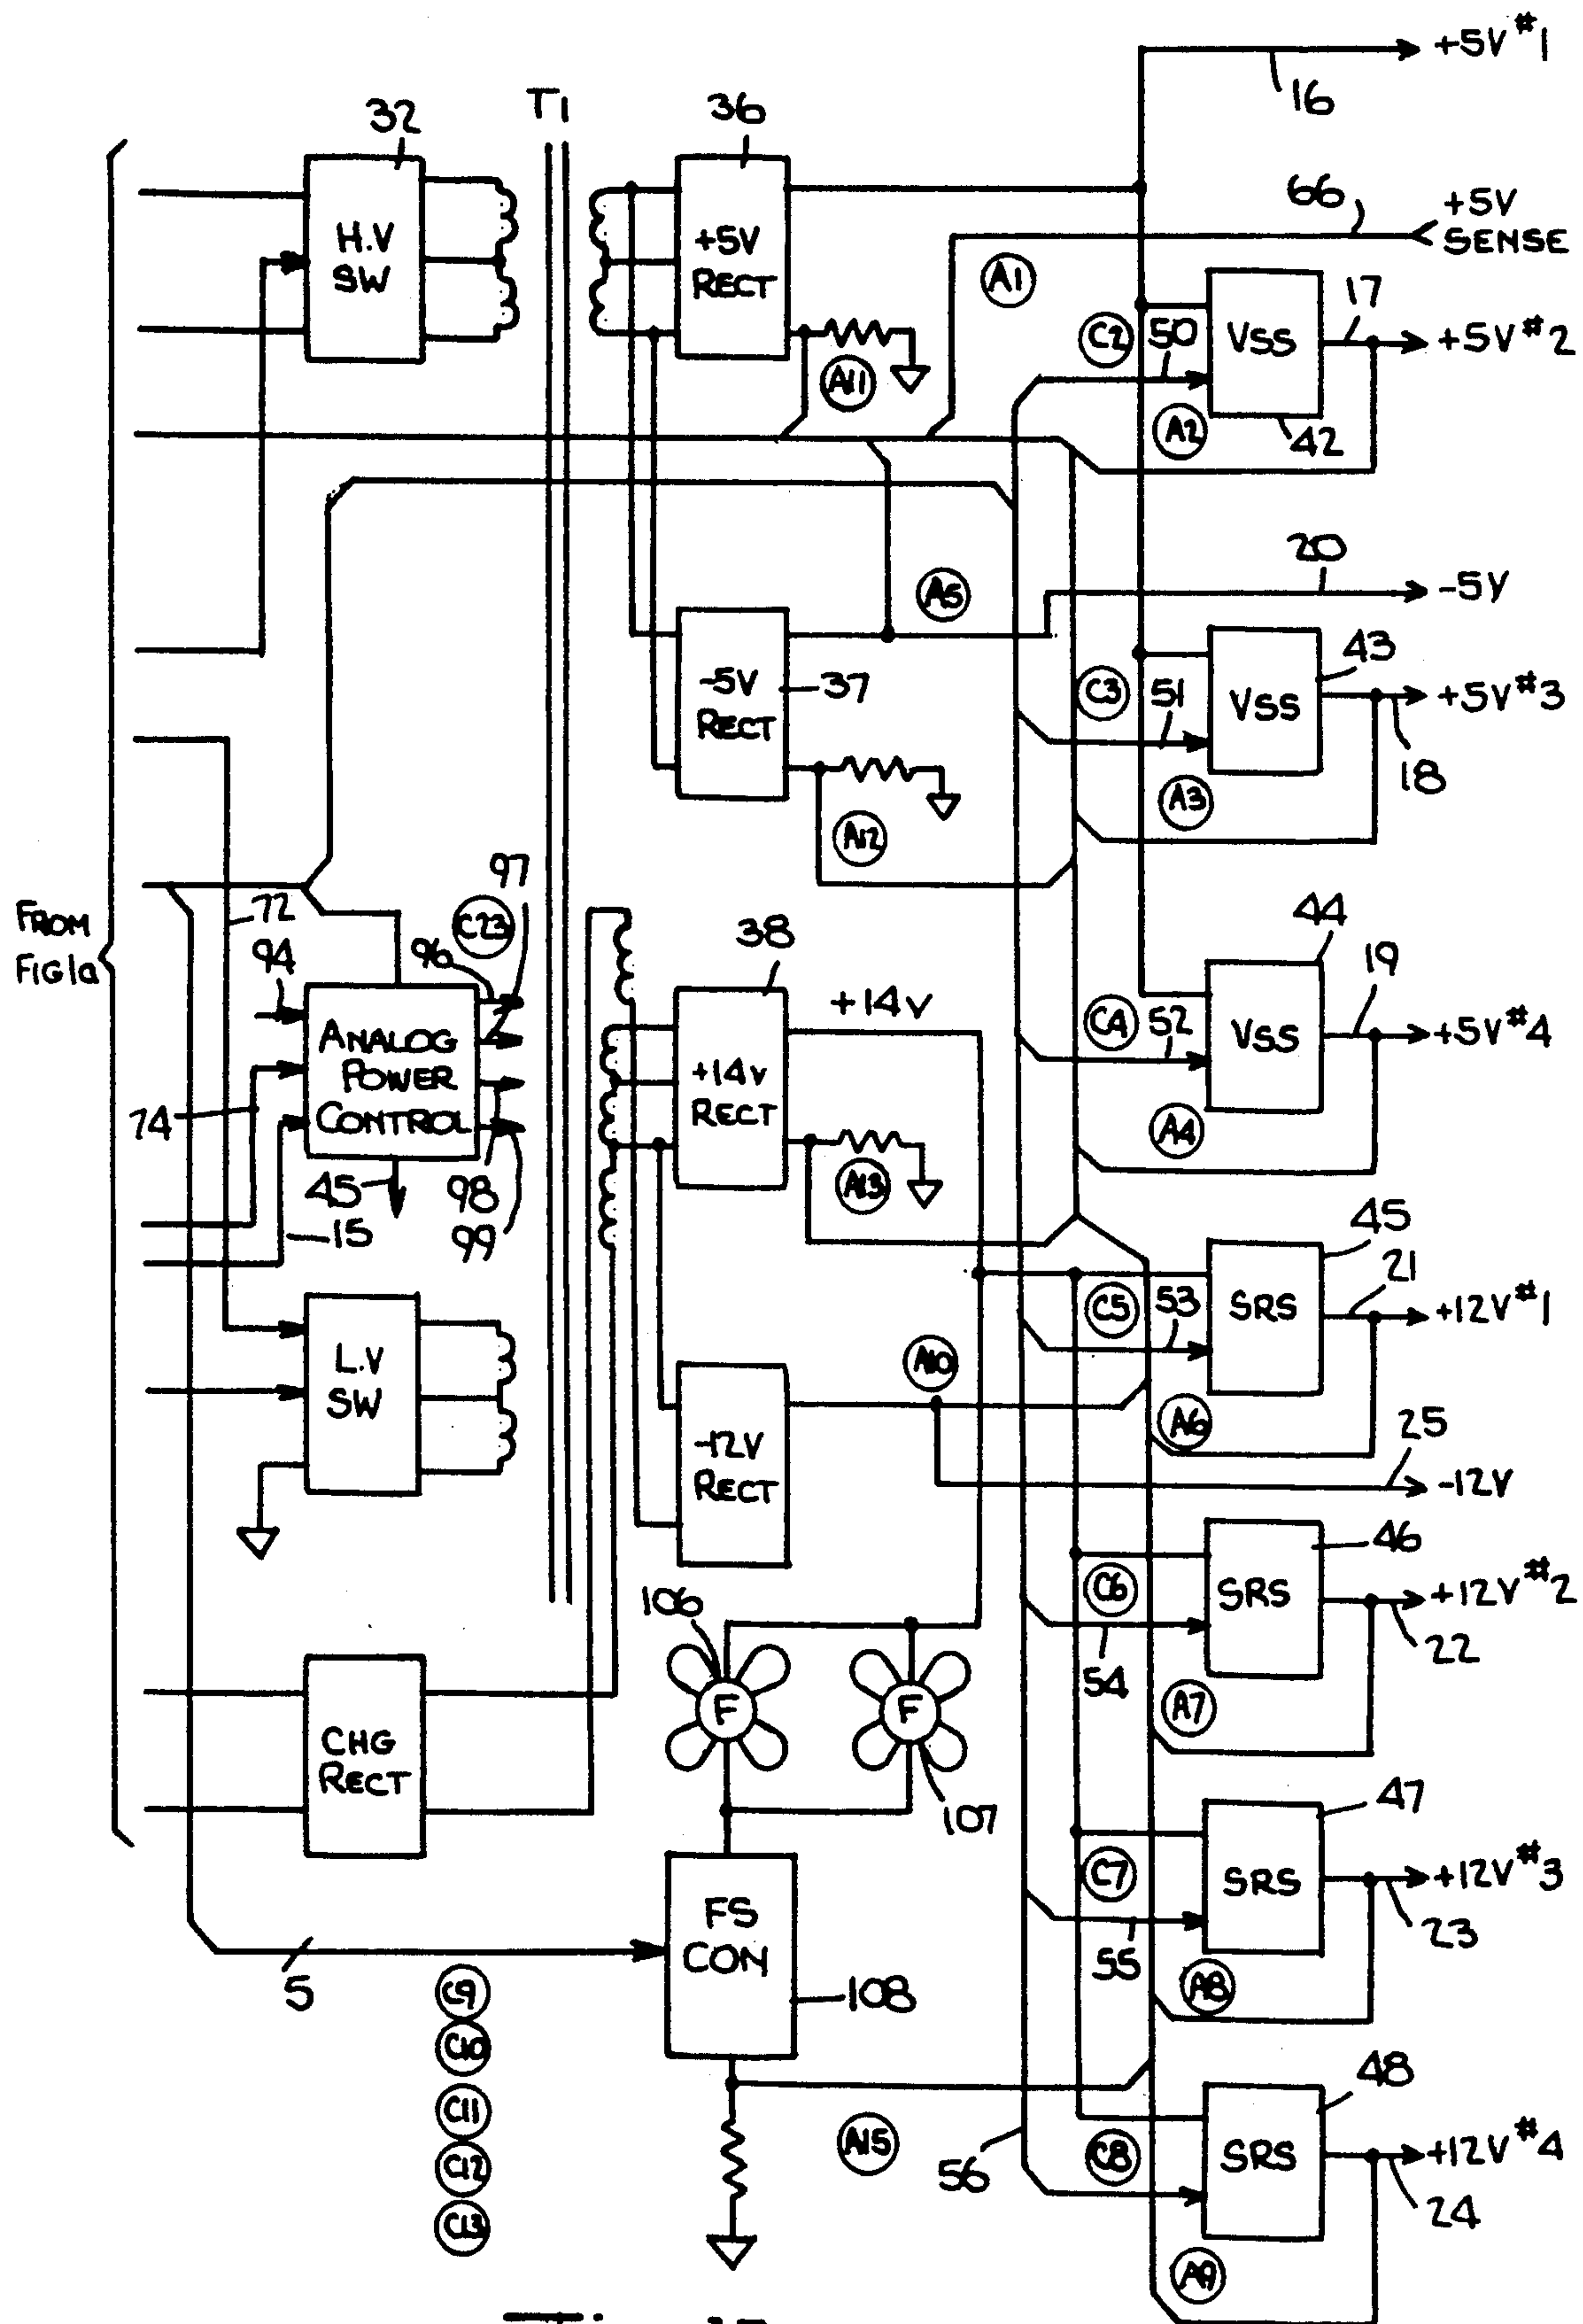 +5V #1
16
T1
32
36
H.V
SW
+5V
RECT
66
+5V
SENSE
A1
C2
50
VSS
17
+5V #2
A11
A2
42
20
A5
-5V
43
-5V
RECT
37
C3
51
VSS
+5V #3
18
A3
A12
97
FROM
FIG1a
72
C23
96
94
38
44
19
+14V
ANALOG
POWER
CONTROL
+14V
RECT
C4
52
VSS
+5V #4
74
A4
45
98
A13
15
99
45
21
C5
53
SRS
+12V #1
L.V
SW
A10
A6
25
-12V
RECT
-12V
46
106
C6
SRS
+12V #2
54
22
A7
F
F
CHG
RECT
107
47
C7
SRS
+12V #3
FS
CON
55
23
5
C9
108
A8
C10
C11
48
A15
56
C8
SRS
+12V #4
C12
24
C13
A9